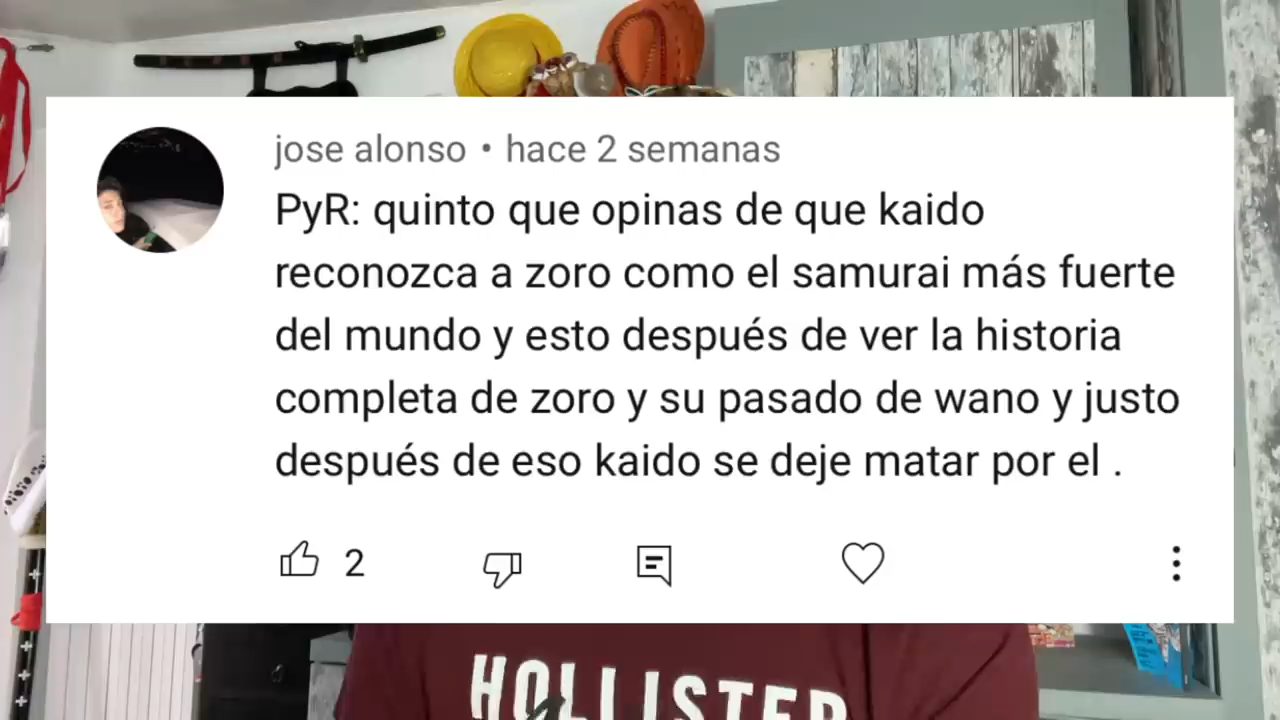 jose alonso • hace 2 semanas
PyR: quinto que opinas de que kaido
reconozca a zoro como el samurai más fuerte
del mundo y esto después de ver la historia
completa de zoro y su pasado de wano y justo
después de eso kaido se deje matar por el .
2
HOLLISTER